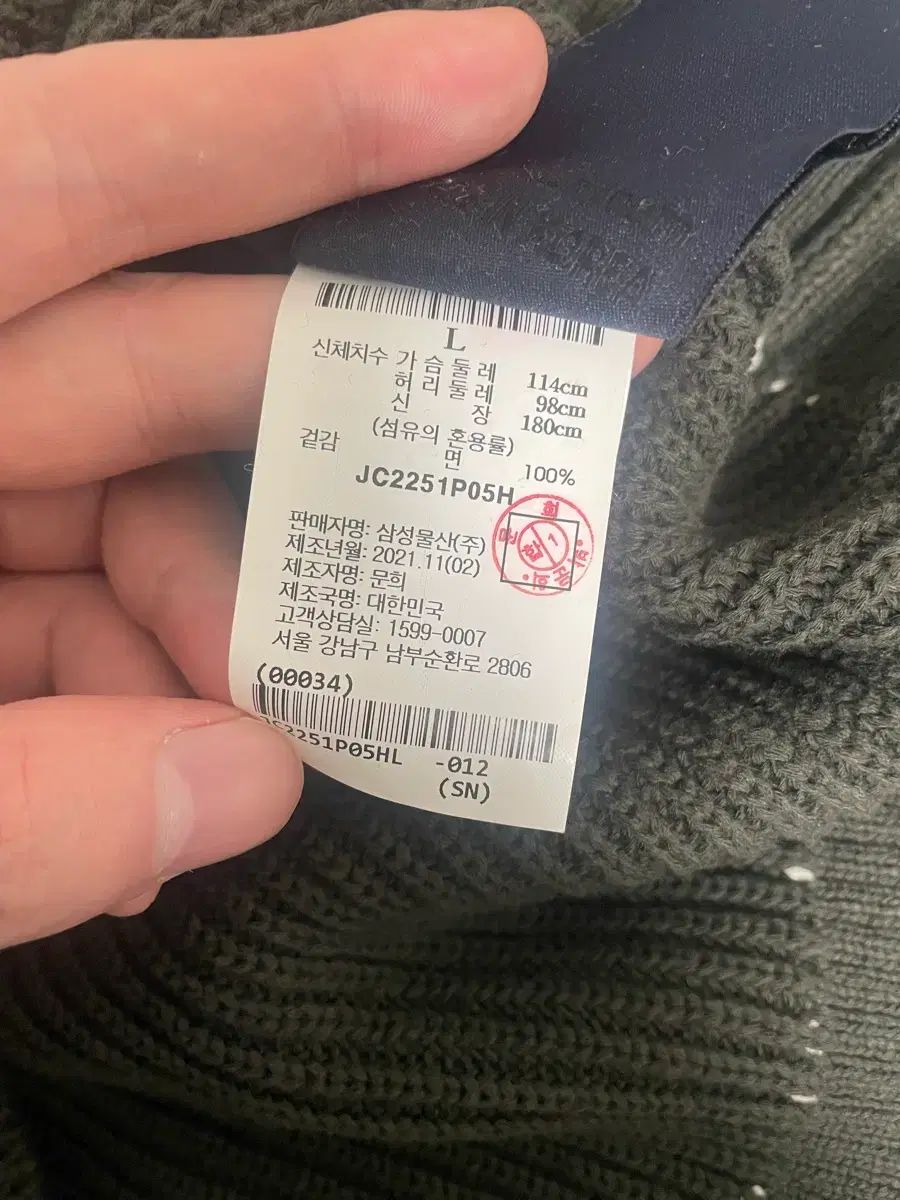 L
신체치수 가슴둘레 114cm
허리둘레 98cm
신장 180cm
(섬유의 혼용률)
겉감 면 100%
JC2251P05H
판매자명: 삼성물산(주)
제조년월: 2021.11(02)
제조자명: 문희
제조국명: 대한민국
고객상담실: 1599-0007
서울 강남구 남부순환로 2806
(00034)
JC2251P05HL -012
(SN)